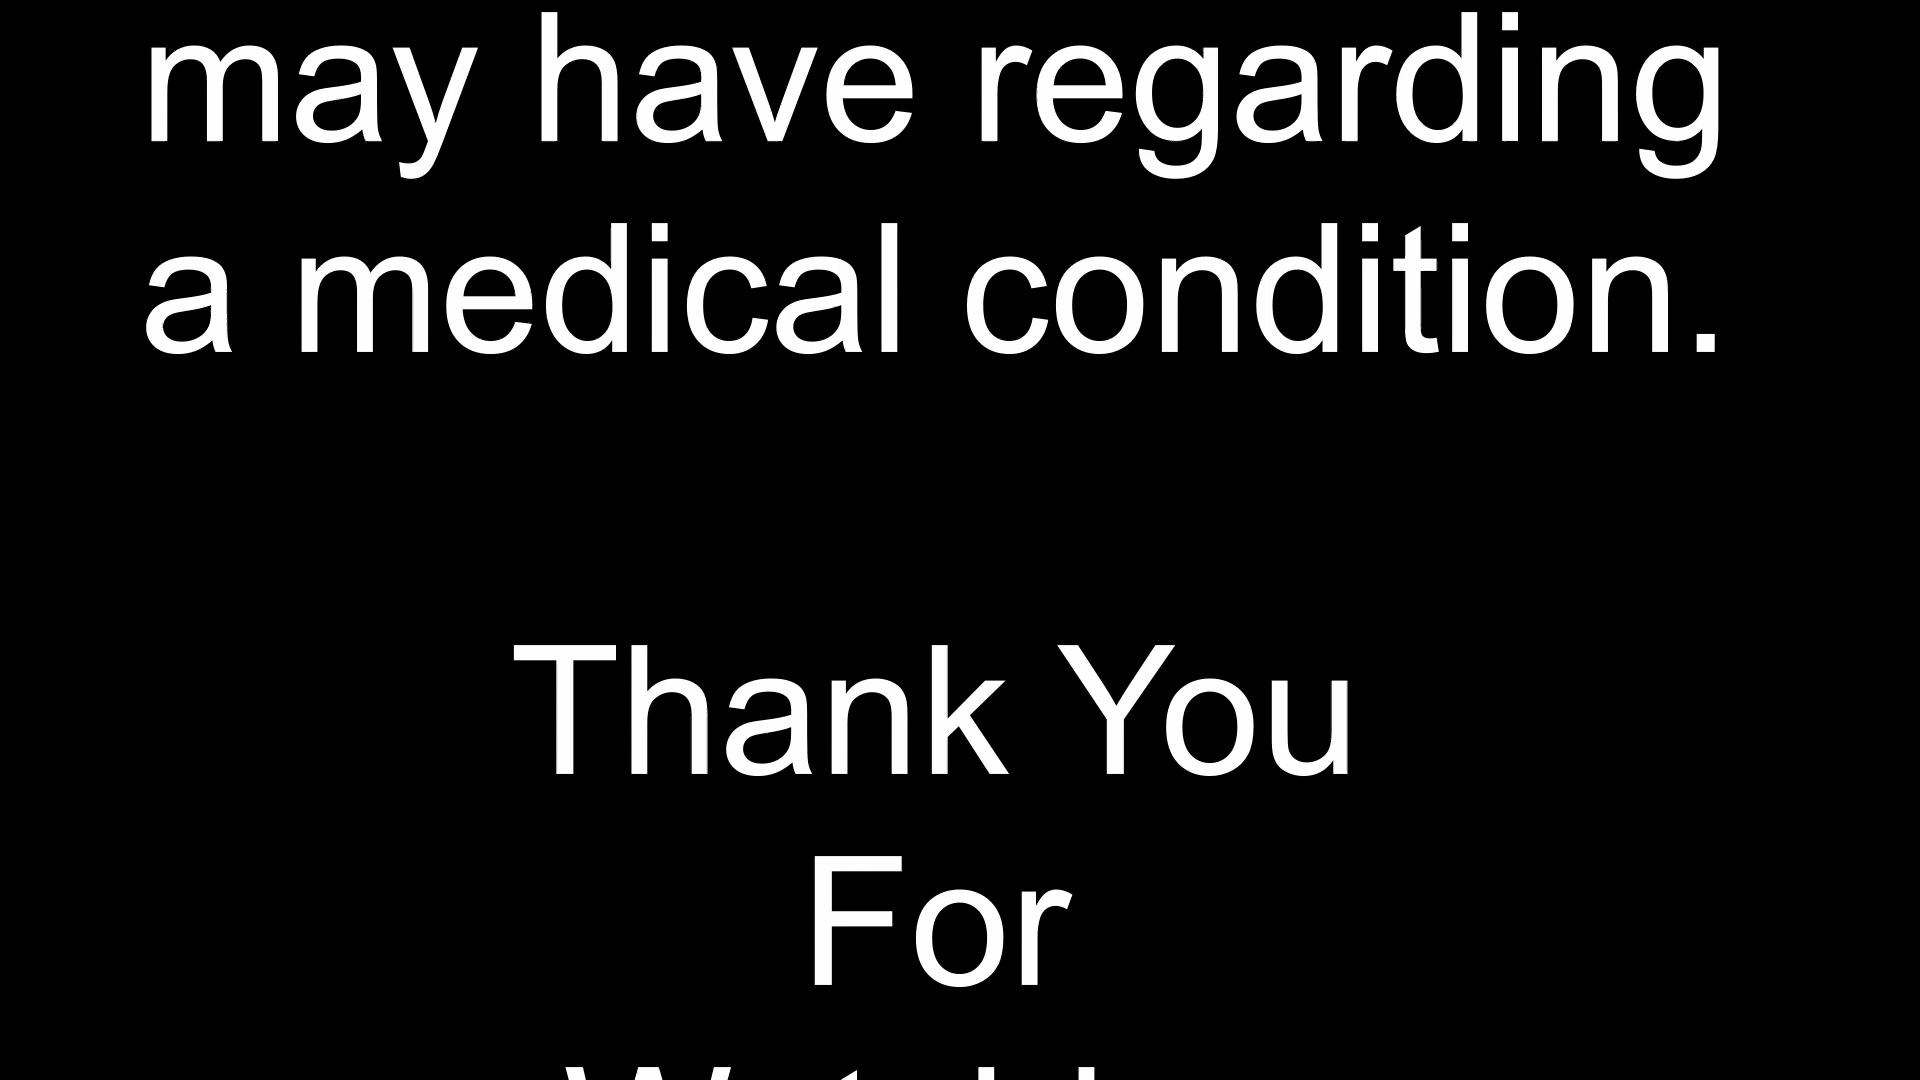 may have regarding
a medical condition.
Thank You
For